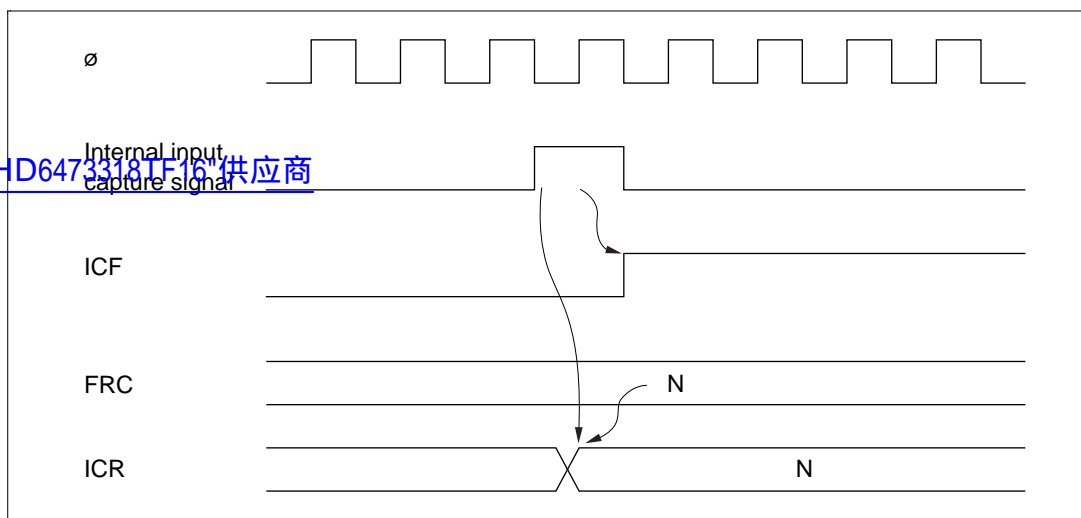 ø
Internal input
HD6473318TF16"供应商
capture signal
ICF
FRC
N
ICR
N